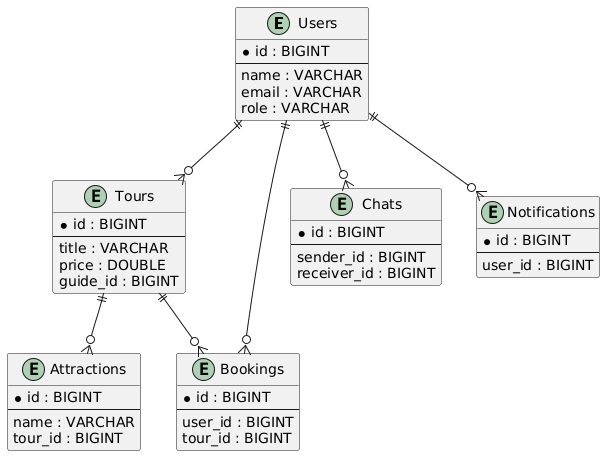 E Users
* id : BIGINT
name : VARCHAR
email : VARCHAR
role : VARCHAR
E Tours
* id : BIGINT
title : VARCHAR
price : DOUBLE
guide_id : BIGINT
E Chats
* id : BIGINT
sender_id : BIGINT
receiver_id : BIGINT
E Notifications
* id : BIGINT
user_id : BIGINT
E Attractions
* id : BIGINT
name : VARCHAR
tour_id : BIGINT
E Bookings
* id : BIGINT
user_id : BIGINT
tour_id : BIGINT